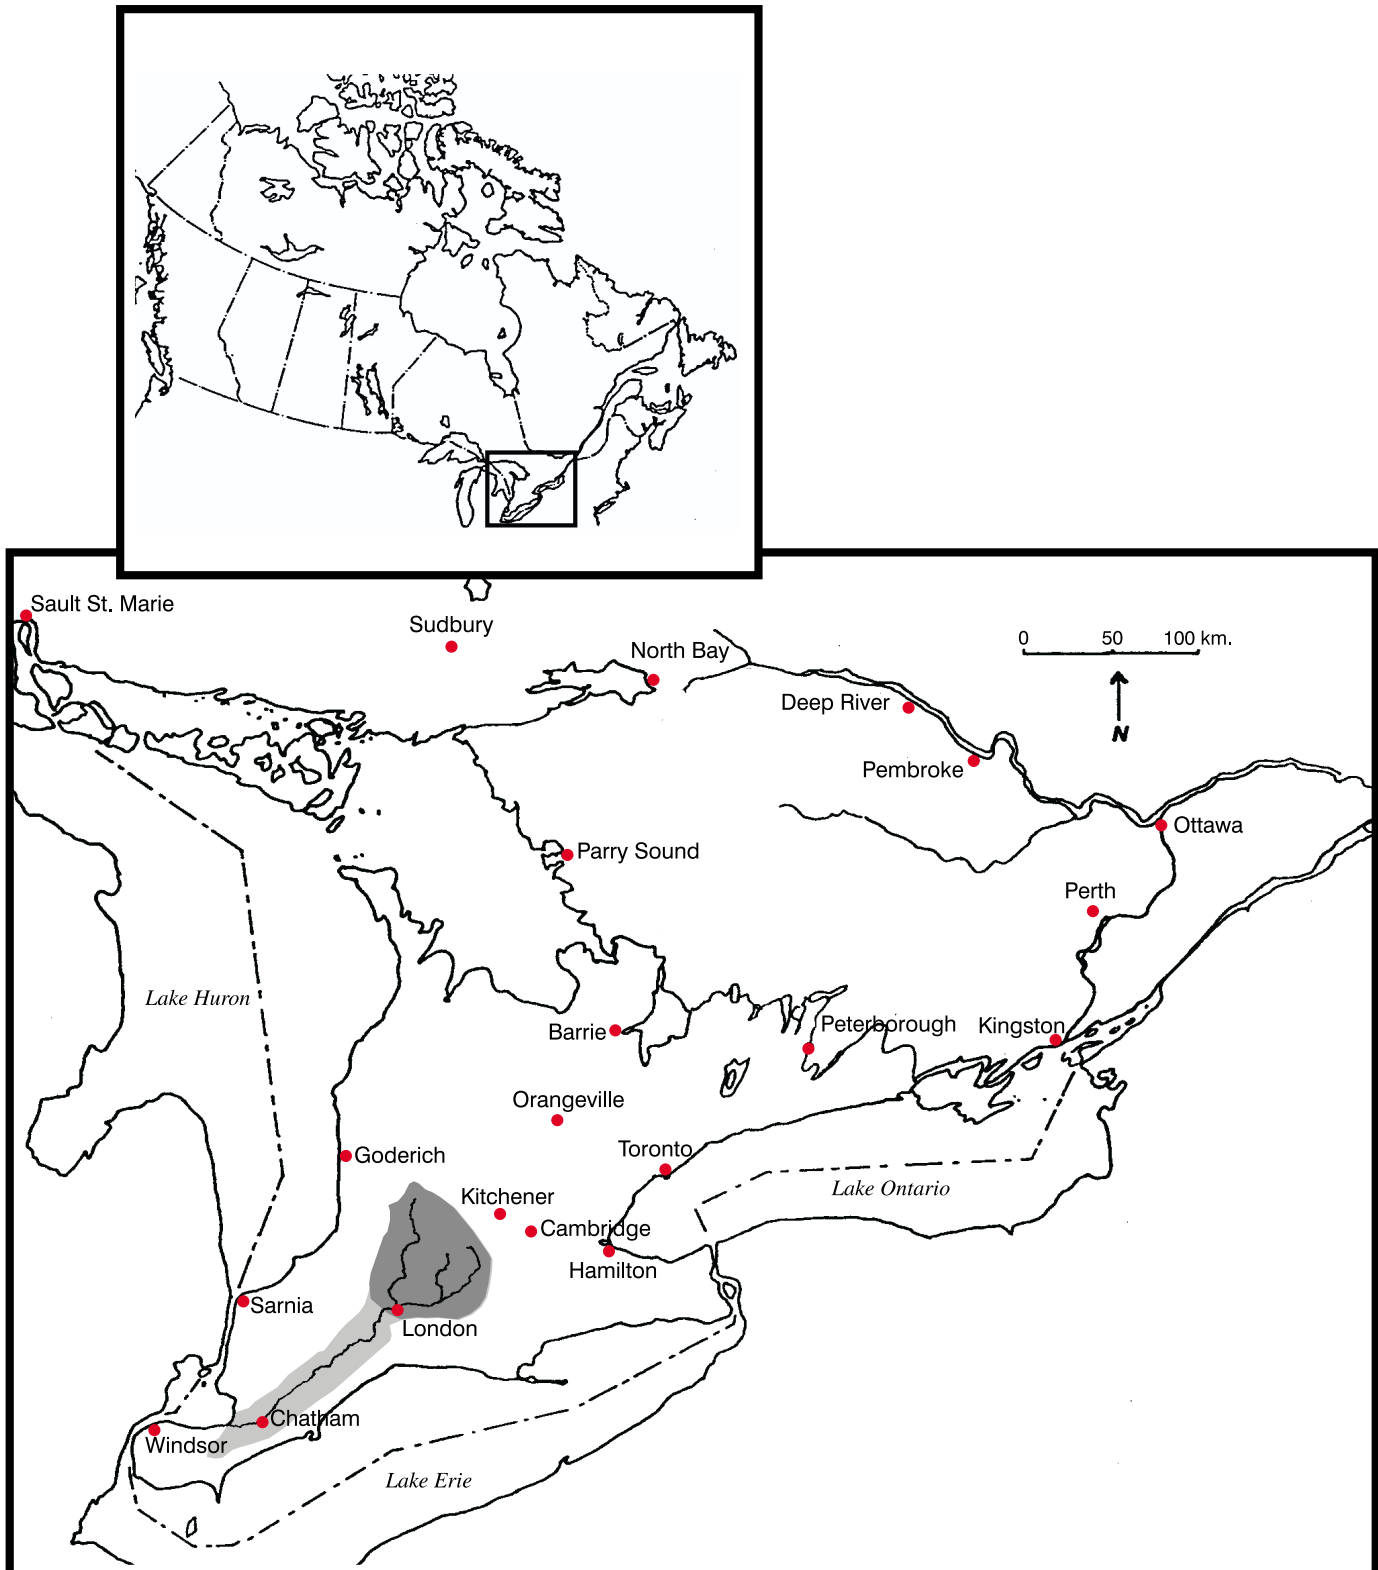 Sault St. Marie
Sudbury
North Bay
0 50 100 km.
Deep River
N
Pembroke
Ottawa
Parry Sound
Perth
Lake Huron
Barrie
Peterborough
Kingston
Orangeville
Toronto
Goderich
Lake Ontario
Kitchener
Cambridge
Hamilton
Sarnia
London
Chatham
Windsor
Lake Erie